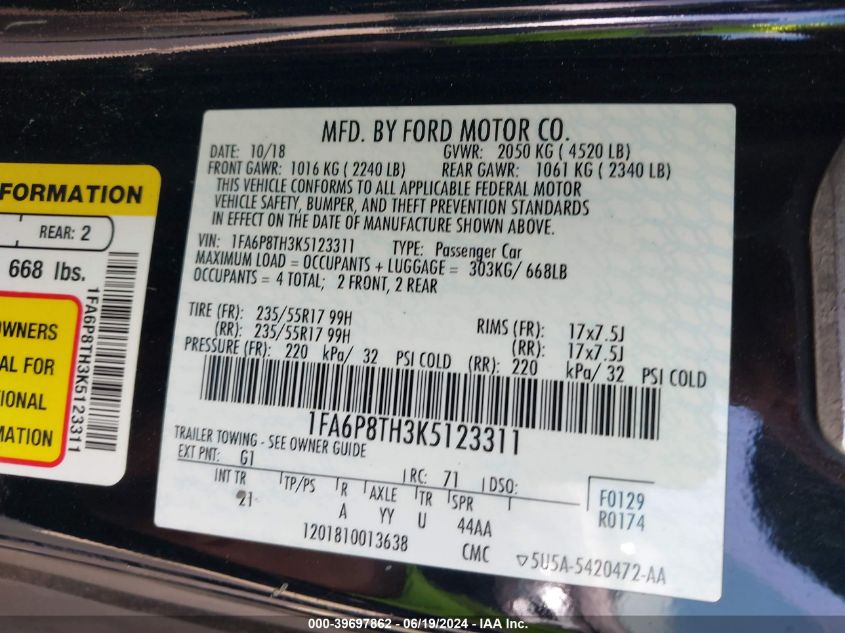 FORMATION
REAR: 2
668 lbs.
1FA6P8TH3K5123311
OWNERS
AL FOR
IONAL
MATION
MFD. BY FORD MOTOR CO.
DATE: 10/18 GVWR: 2050 KG ( 4520 LB)
FRONT GAWR: 1016 KG ( 2240 LB) REAR GAWR: 1061 KG ( 2340 LB)
THIS VEHICLE CONFORMS TO ALL APPLICABLE FEDERAL MOTOR
VEHICLE SAFETY, BUMPER, AND THEFT PREVENTION STANDARDS
IN EFFECT ON THE DATE OF MANUFACTURE SHOWN ABOVE.
VIN: 1FA6P8TH3K5123311 TYPE: Passenger Car
MAXIMUM LOAD = OCCUPANTS + LUGGAGE = 303KG/ 668LB
OCCUPANTS = 4 TOTAL; 2 FRONT, 2 REAR
TIRE (FR): 235/55R17 99H RIMS (FR): 17x7.5J
(RR): 235/55R17 99H (RR): 17x7.5J
PRESSURE (FR): 220 kPa/ 32 PSI COLD (RR): 220 kPa/ 32 PSI COLD
1FA6P8TH3K5123311
TRAILER TOWING - SEE OWNER GUIDE
EXT PNT: G1 RC: 71 DSO:
INT TR TP/PS R AXLE TR SPR F0129
21 A YY U 44AA R0174
1201810013638 CMC ▽5U5A-5420472-AA
000-39697862 - 06/19/2024 - IAA Inc.